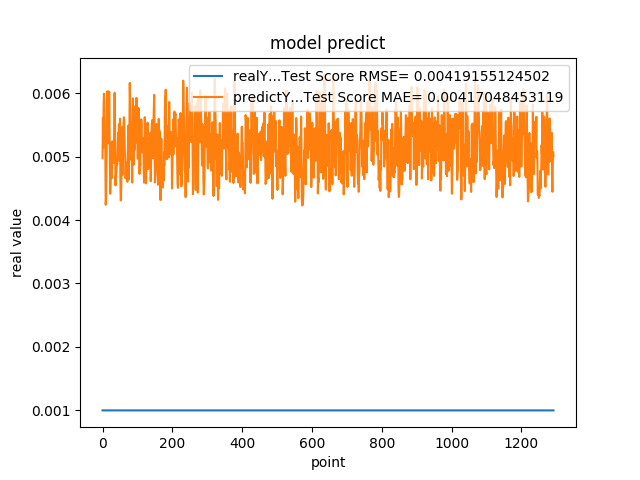 model predict
realY...Test Score RMSE= 0.00419155124502
predictY...Test Score MAE= 0.00417048453119
0.006
0.005
0.004
0.003
0.002
0.001
real value
0 200 400 600 800 1000 1200
point